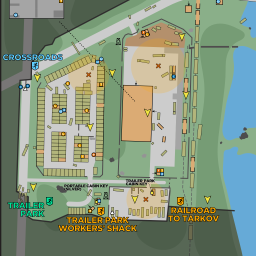 CROSSROADS
TRAILER PARK
CABIN KEY
PORTABLE CABIN KEY
TRAILER
PARK
TRAILER PARK
WORKERS' SHACK
RAILROAD
TO TARKOV